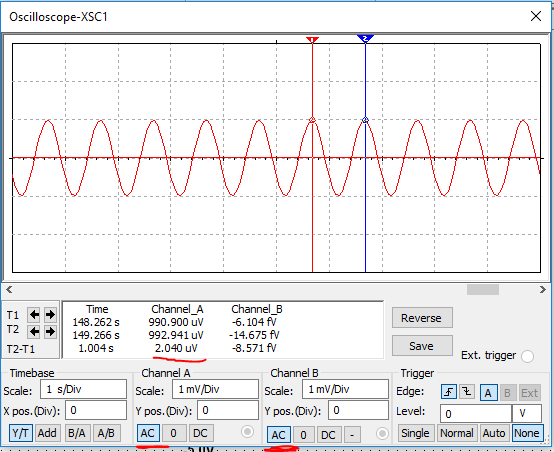 Oscilloscope-XSC1
1
2
T1
T2
T2-T1
Time Channel_A Channel_B
148.262 s 990.900 uV -6.104 fV
149.266 s 992.941 uV -14.675 fV
1.004 s 2.040 uV -8.571 fV
Reverse
Save
Ext. trigger
Timebase
Scale: 1 s/Div
X pos.(Div): 0
Y/T Add B/A A/B
Channel A
Scale: 1 mV/Div
Y pos.(Div): 0
AC 0 DC
Channel B
Scale: 1 mV/Div
Y pos.(Div): 0
AC 0 DC -
Trigger
Edge: A B Ext
Level: 0 V
Single Normal Auto None